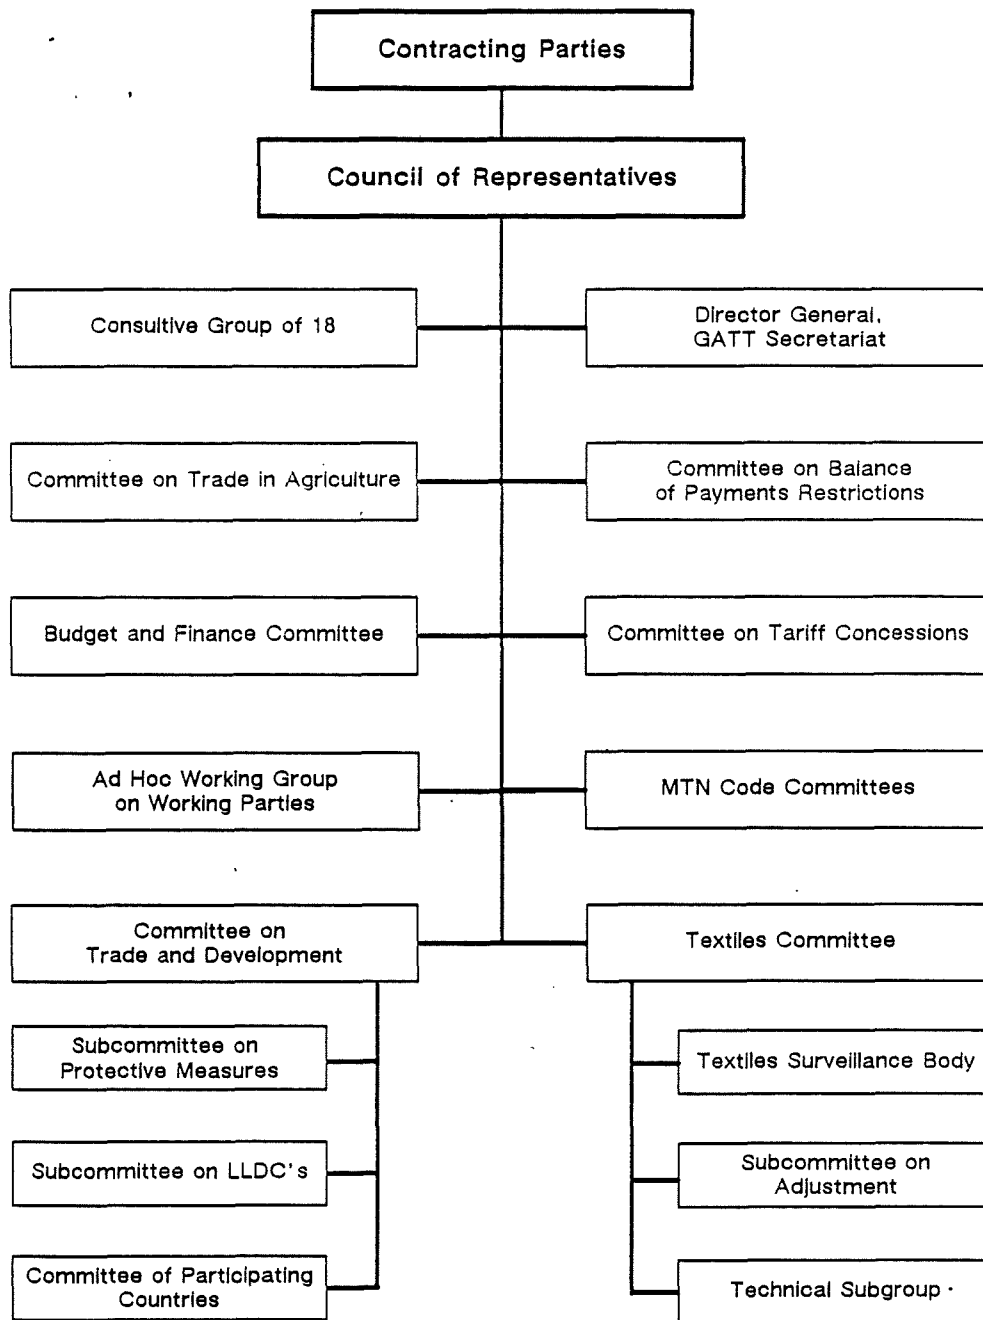 Contracting Parties
Council of Representatives
Consultive Group of 18
Director General,
GATT Secretariat
Committee on Trade in Agriculture
Committee on Balance
of Payments Restrictions
Budget and Finance Committee
Committee on Tariff Concessions
Ad Hoc Working Group
on Working Parties
MTN Code Committees
Committee on
Trade and Development
Textiles Committee
Subcommittee on
Protective Measures
Subcommittee on LLDC's
Committee of Participating
Countries
Textiles Surveillance Body
Subcommittee on
Adjustment
Technical Subgroup